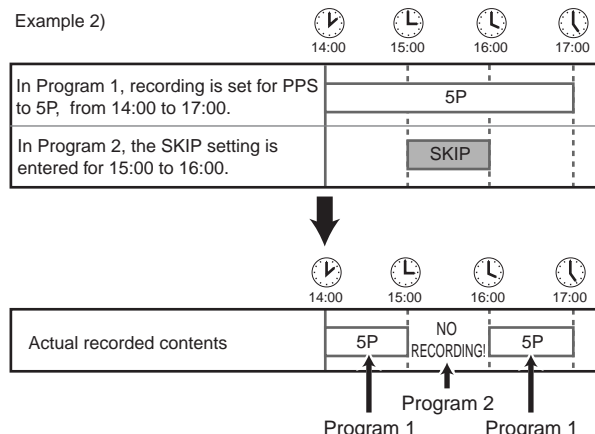 Example 2)
14:00 15:00 16:00 17:00
In Program 1, recording is set for PPS
to 5P, from 14:00 to 17:00.
5P
In Program 2, the SKIP setting is
entered for 15:00 to 16:00.
SKIP
14:00 15:00 16:00 17:00
Actual recorded contents
5P
NO
RECORDING!
5P
Program 2
Program 1 Program 1